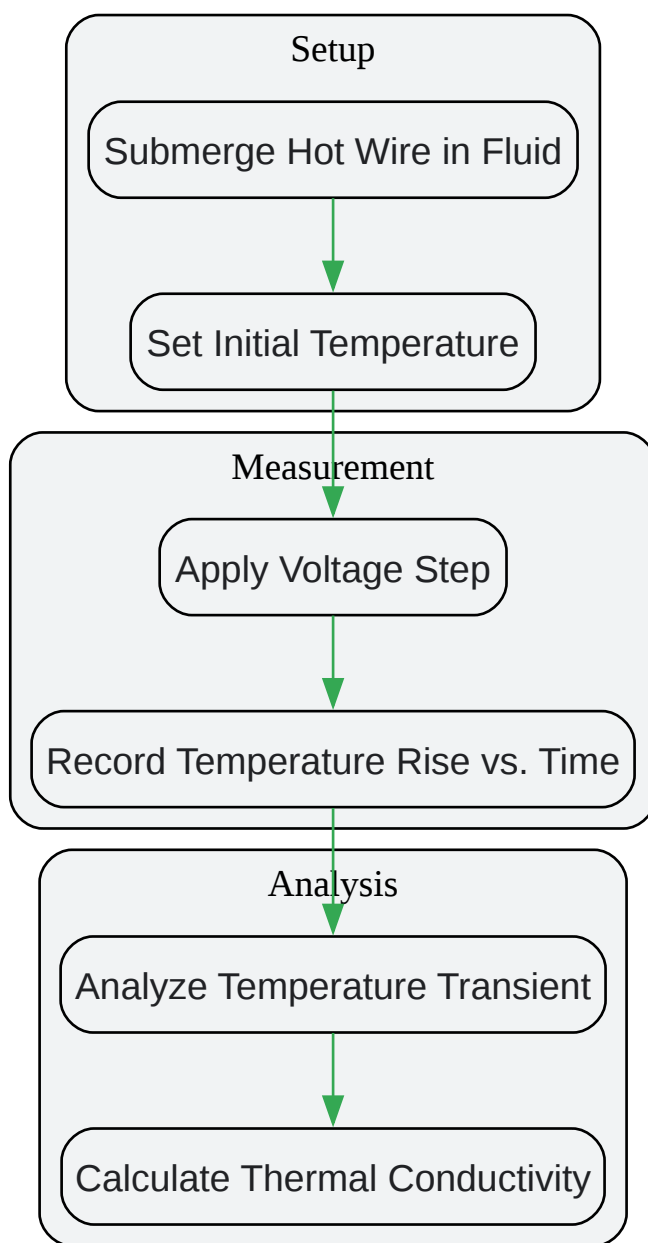 Setup
Submerge Hot Wire in Fluid
Set Initial Temperature
Measurement
Apply Voltage Step
Record Temperature Rise vs. Time
Analysis
Analyze Temperature Transient
Calculate Thermal Conductivity